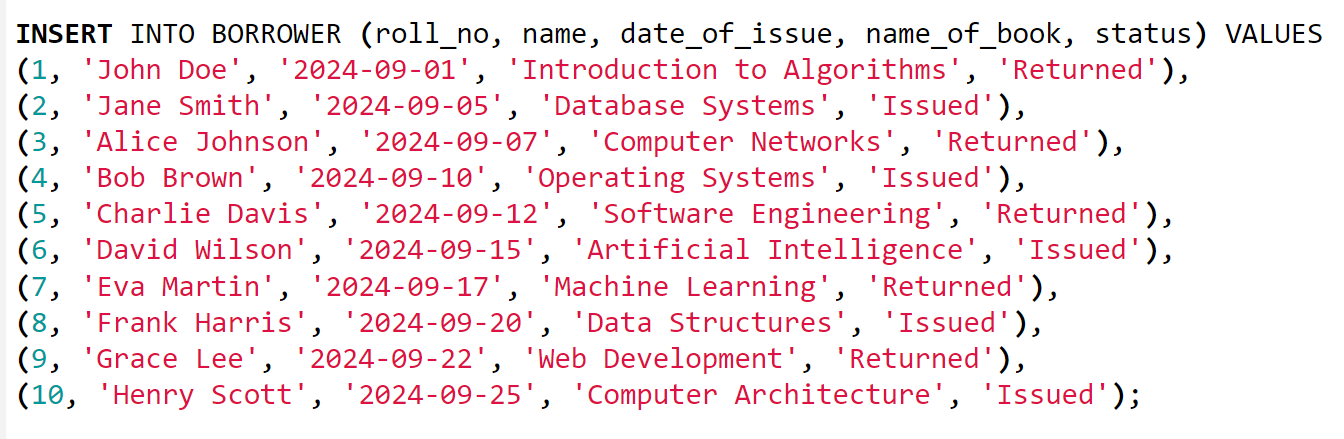 INSERT INTO BORROWER (roll_no, name, date_of_issue, name_of_book, status) VALUES
(1, 'John Doe', '2024-09-01', 'Introduction to Algorithms', 'Returned'),
(2, 'Jane Smith', '2024-09-05', 'Database Systems', 'Issued'),
(3, 'Alice Johnson', '2024-09-07', 'Computer Networks', 'Returned'),
(4, 'Bob Brown', '2024-09-10', 'Operating Systems', 'Issued'),
(5, 'Charlie Davis', '2024-09-12', 'Software Engineering', 'Returned'),
(6, 'David Wilson', '2024-09-15', 'Artificial Intelligence', 'Issued'),
(7, 'Eva Martin', '2024-09-17', 'Machine Learning', 'Returned'),
(8, 'Frank Harris', '2024-09-20', 'Data Structures', 'Issued'),
(9, 'Grace Lee', '2024-09-22', 'Web Development', 'Returned'),
(10, 'Henry Scott', '2024-09-25', 'Computer Architecture', 'Issued');